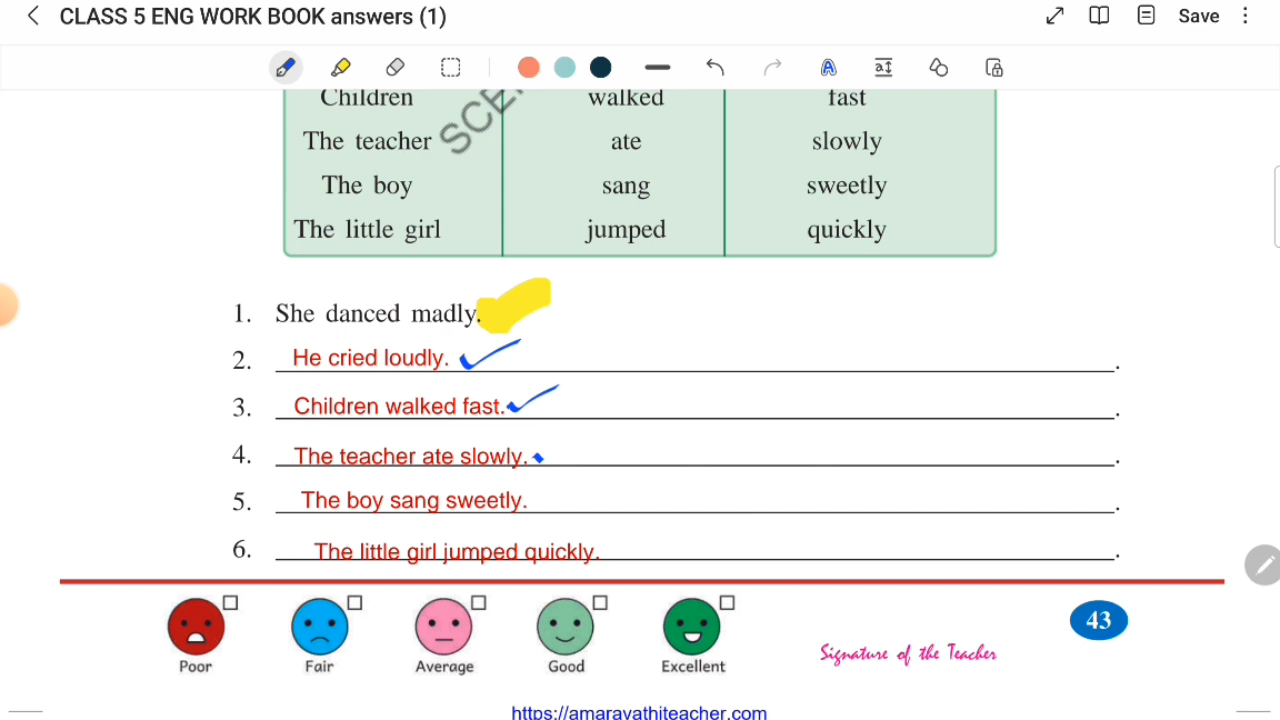 CLASS 5 ENG WORK BOOK answers (1)
Save
Children walked fast
The teacher ate slowly
The boy sang sweetly
The little girl jumped quickly
1. She danced madly.
2. He cried loudly. .
3. Children walked fast. .
4. The teacher ate slowly. .
5. The boy sang sweetly. .
6. The little girl jumped quickly. .
Poor Fair Average Good Excellent
Signature of the Teacher
43
https://amaravathiteacher.com